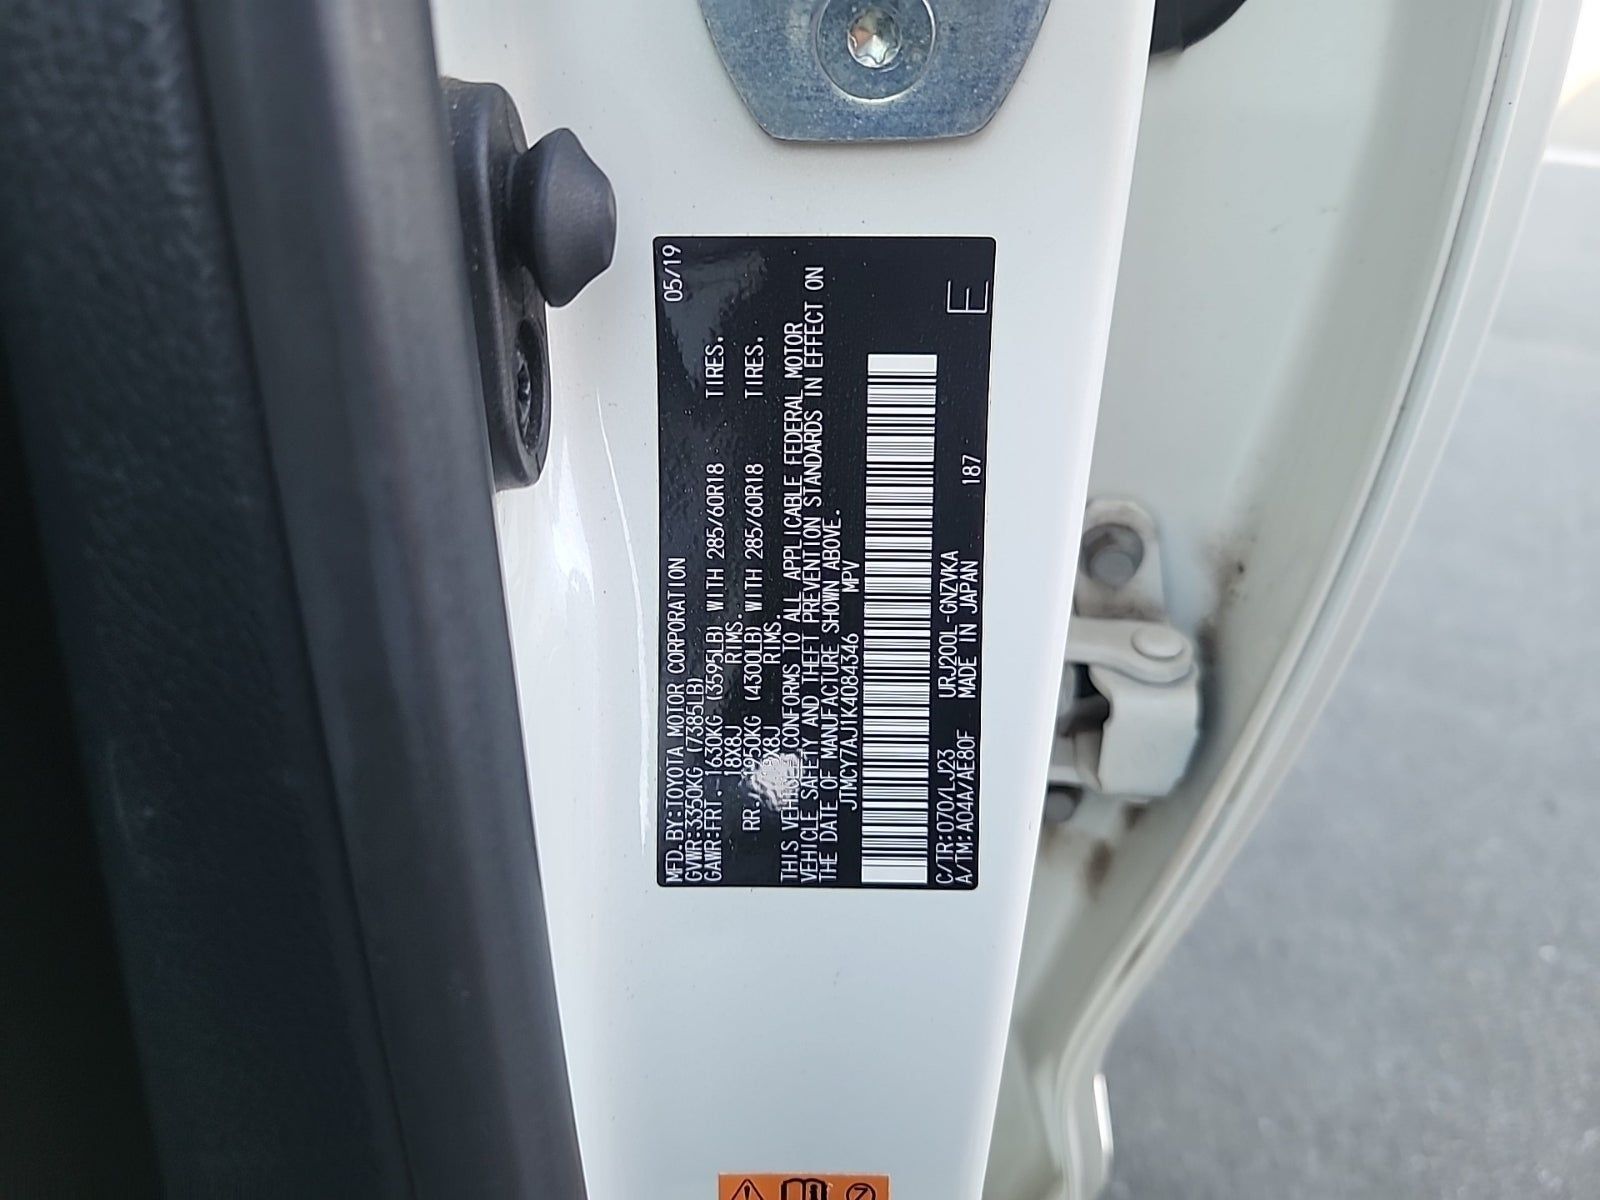 MFD.BY:TOYOTA MOTOR CORPORATION 05/19
GVWR:3350KG (7385LB)
GAWR:FRT.- 1630KG (3595LB) WITH 285/60R18 TIRES.
18X8J RIMS.
RR. 1950KG (4300LB) WITH 285/60R18 TIRES.
18X8J RIMS.
THIS VEHICLE CONFORMS TO ALL APPLICABLE FEDERAL MOTOR
VEHICLE SAFETY AND THEFT PREVENTION STANDARDS IN EFFECT ON
THE DATE OF MANUFACTURE SHOWN ABOVE.
JTMCY7AJ1K4084346 MPV
C/TR:070/LJ23 URJ200L-GNZVKA 187 E
A/TM:A04A/AE80F MADE IN JAPAN